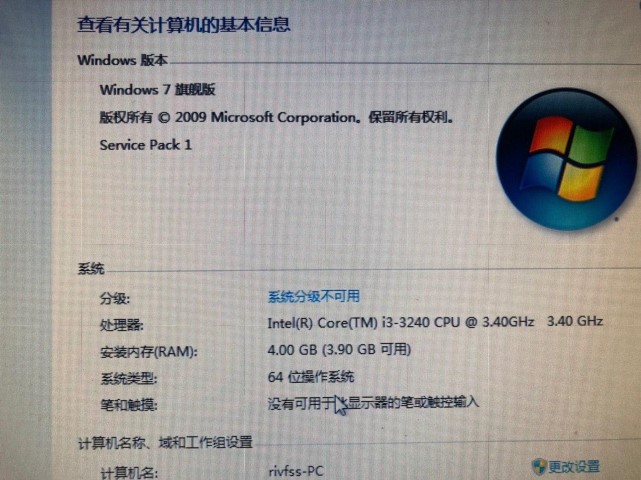 查看有关计算机的基本信息
Windows 版本
Windows 7 旗舰版
版权所有 © 2009 Microsoft Corporation。保留所有权利。
Service Pack 1
系统
分级: 系统分级不可用
处理器: Intel(R) Core(TM) i3-3240 CPU @ 3.40GHz 3.40 GHz
安装内存(RAM): 4.00 GB (3.90 GB 可用)
系统类型: 64 位操作系统
笔和触摸: 没有可用于此显示器的笔或触控输入
计算机名称、域和工作组设置
计算机名: rivfss-PC 更改设置